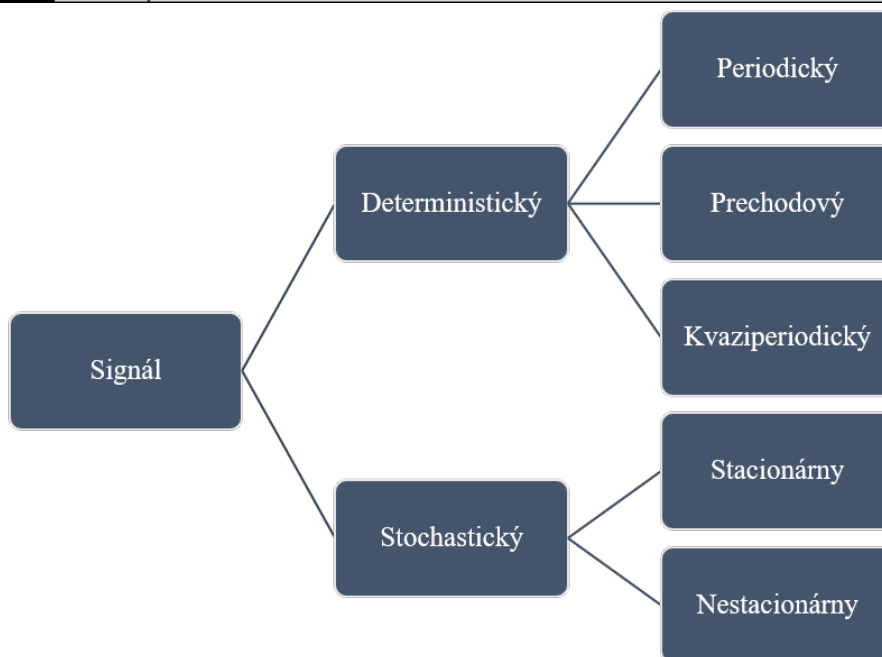 Signál
Deterministický
Periodický
Prechodový
Kvaziperiodický
Stochastický
Stacionárny
Nestacionárny